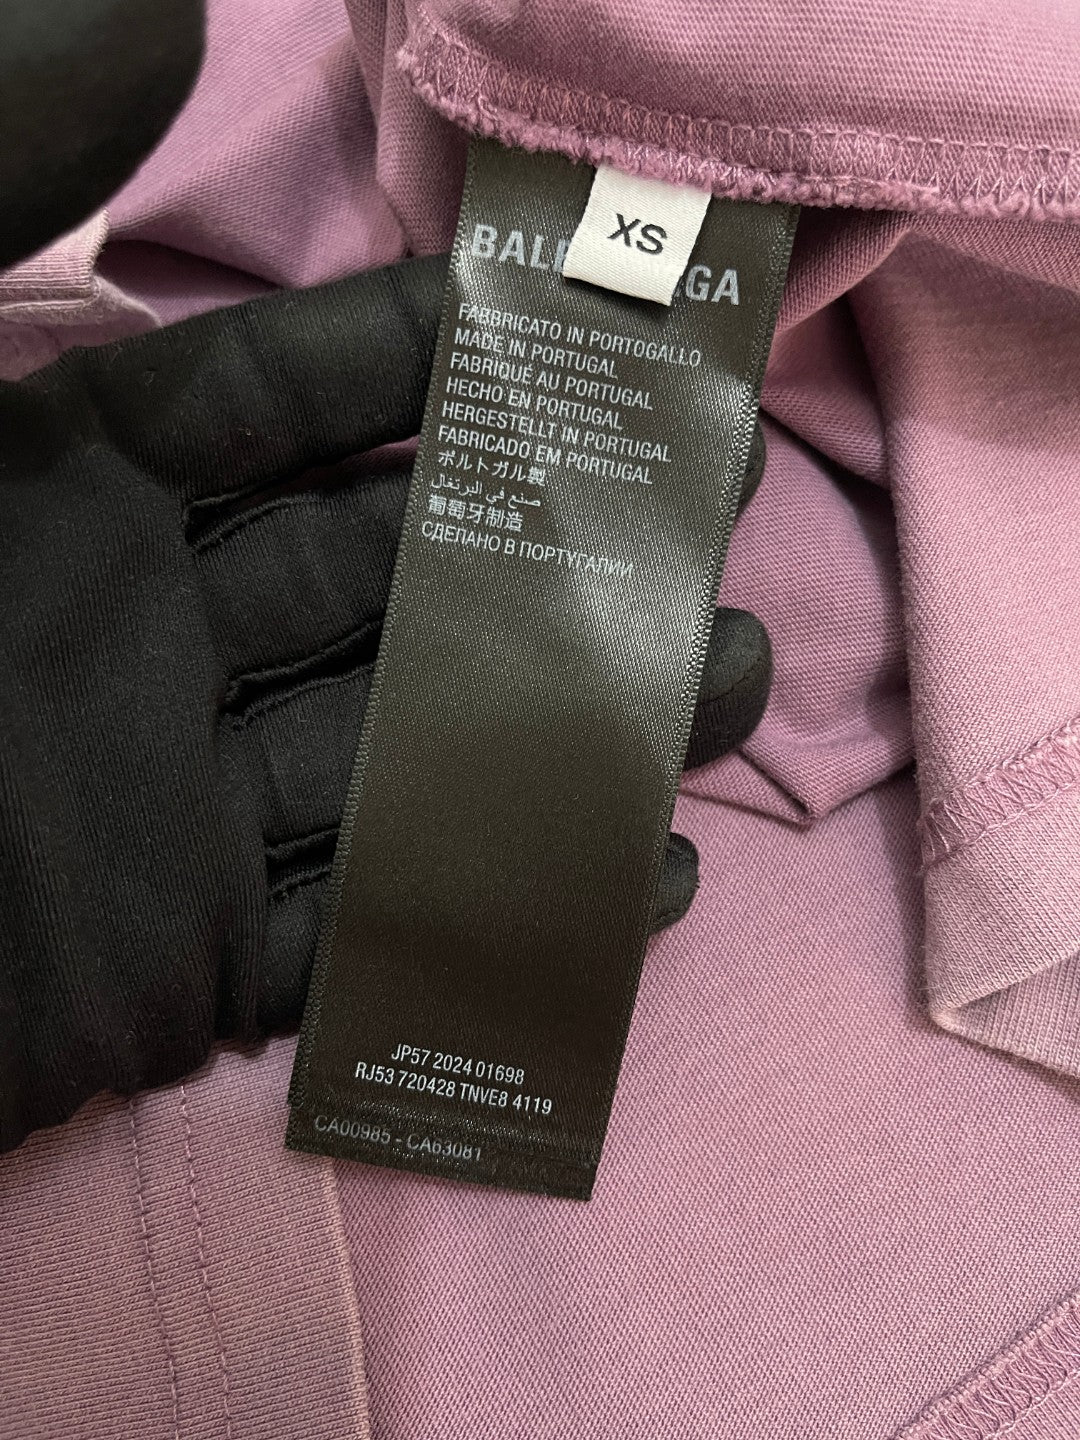 XS
BAL GA
FABBRICATO IN PORTOGALLO
MADE IN PORTUGAL
FABRIQUÉ AU PORTUGAL
HECHO EN PORTUGAL
HERGESTELLT IN PORTUGAL
FABRICADO EM PORTUGAL
ポルトガル製
صنع في البرتغال
葡萄牙制造
СДЕЛАНО В ПОРТУГАЛИИ
JP57 2024 01698
RJ53 720428 TNVE8 4119
CA00985 - CA63081